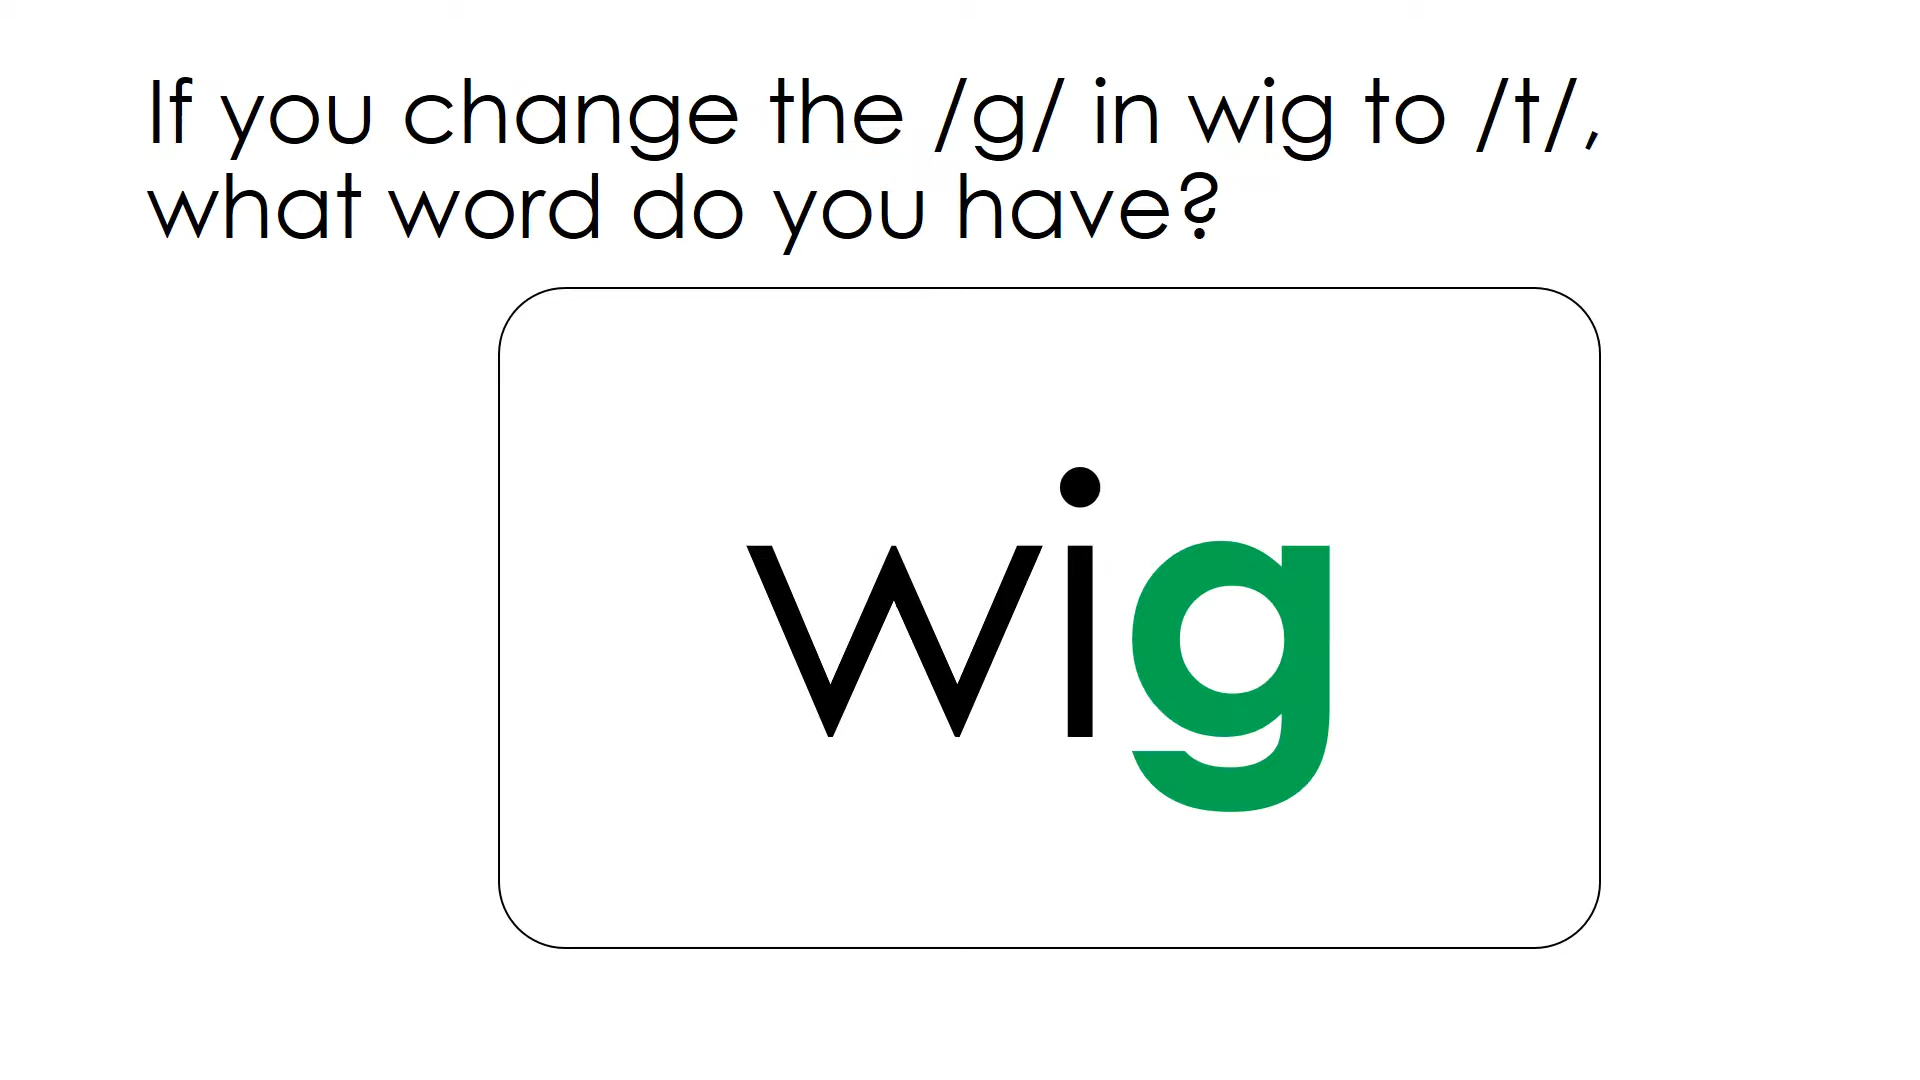 If you change the /g/ in wig to /t/,
what word do you have?
wig